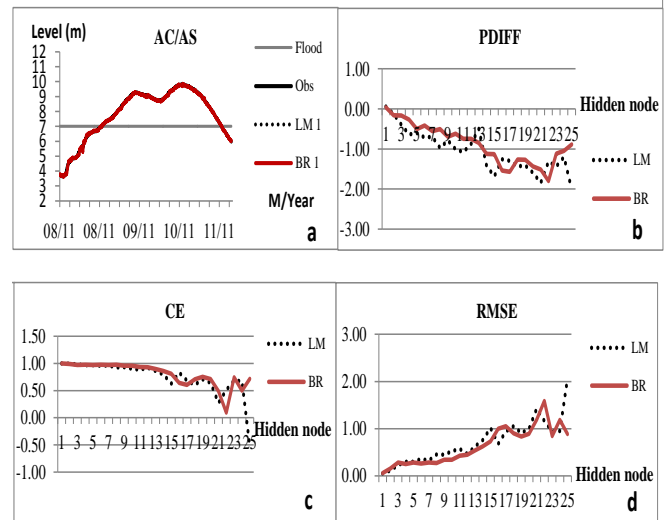 Level (m)
AC/AS
12
11
10
9
8
7
6
5
4
3
2
Flood
Obs
LM 1
BR 1
M/Year
08/11 08/11 09/11 10/11 11/11
a
PDIFF
1.00
0.00
-1.00
-2.00
-3.00
Hidden node
1 3 5 7 9 11 13 15 17 19 21 23 25
LM
BR
b
CE
1.50
1.00
0.50
0.00
-0.50
-1.00
1 3 5 7 9 11 13 15 17 19 21 23 25
LM
BR
Hidden node
c
RMSE
3.00
2.00
1.00
0.00
LM
BR
Hidden node
1 3 5 7 9 11 13 15 17 19 21 23 25
d